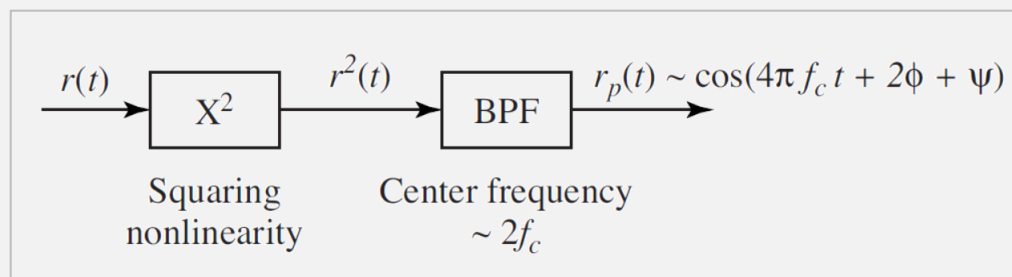 r(t)
X²
r²(t)
BPF
r_p(t) ~ cos(4π f_c t + 2ϕ + ψ)
Squaring
nonlinearity
Center frequency
~ 2f_c